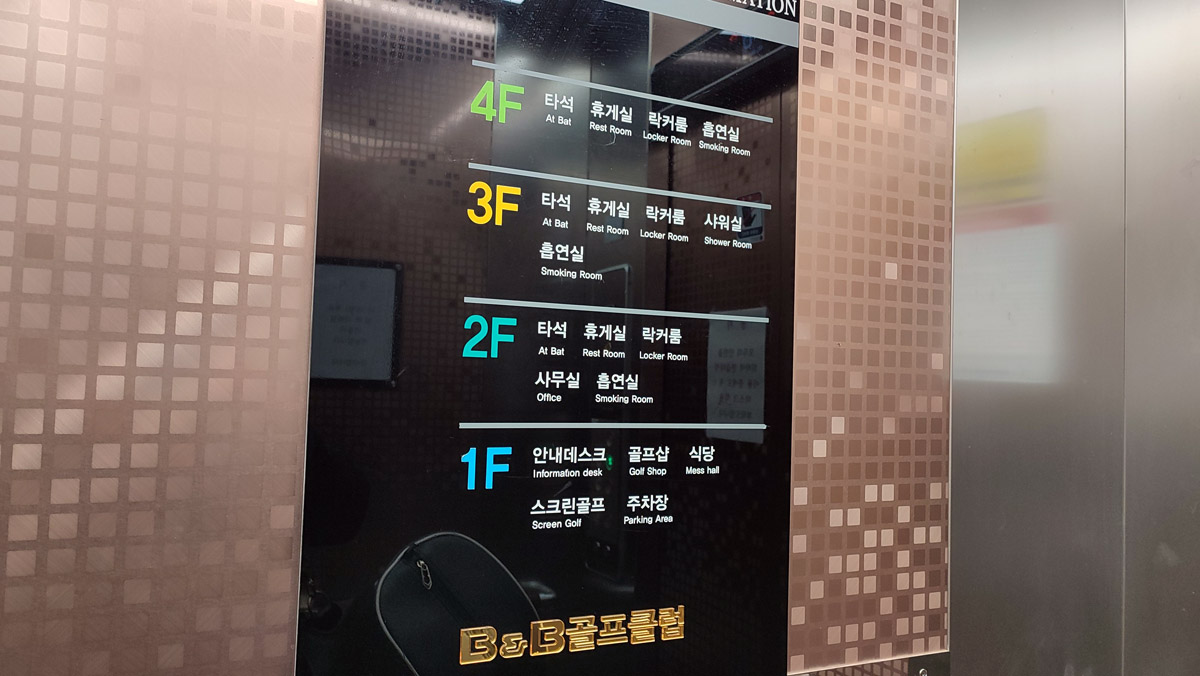 4F 타석 휴게실 락커룸 흡연실
At Bat Rest Room Locker Room Smoking Room
3F 타석 휴게실 락커룸 샤워실
At Bat Rest Room Locker Room Shower Room
흡연실
Smoking Room
2F 타석 휴게실 락커룸
At Bat Rest Room Locker Room
사무실 흡연실
Office Smoking Room
1F 안내데스크 골프샵 식당
Information desk Golf Shop Mess hall
스크린골프 주차장
Screen Golf Parking Area
B&B골프클럽